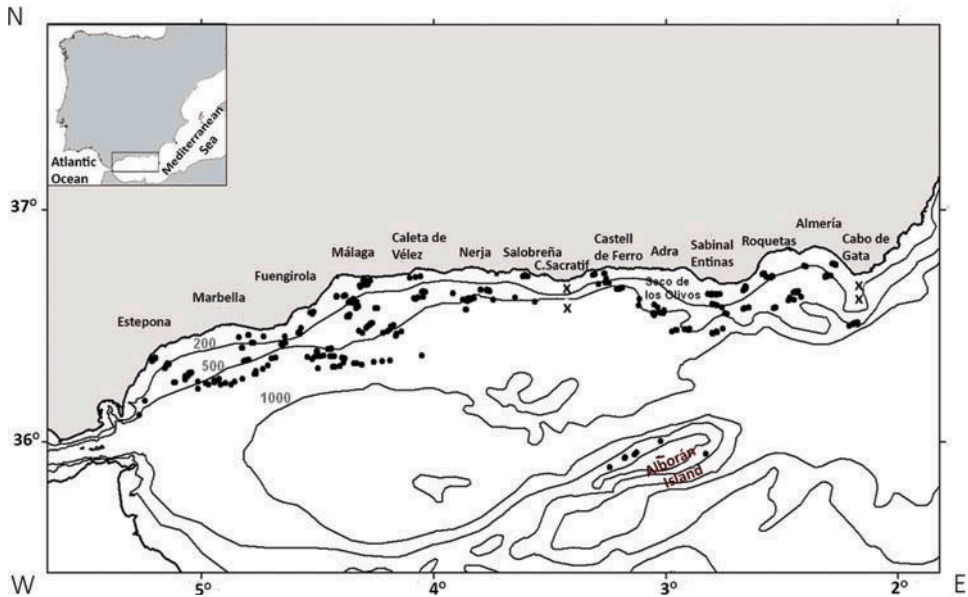 N
Mediterranean
Sea
Atlantic
Ocean
37º
Almería
Caleta de
Vélez
Castell
de Ferro
Adra
Sabinal
Entinas
Roquetas
Cabo de
Gata
Málaga
Nerja
Salobreña
C.Sacratif
Fuengirola
Seco de
los Olivos
Marbella
Estepona
x
x
x
x
200
500
1000
36º
Alborán
Island
W
5º
4º
3º
2º
E